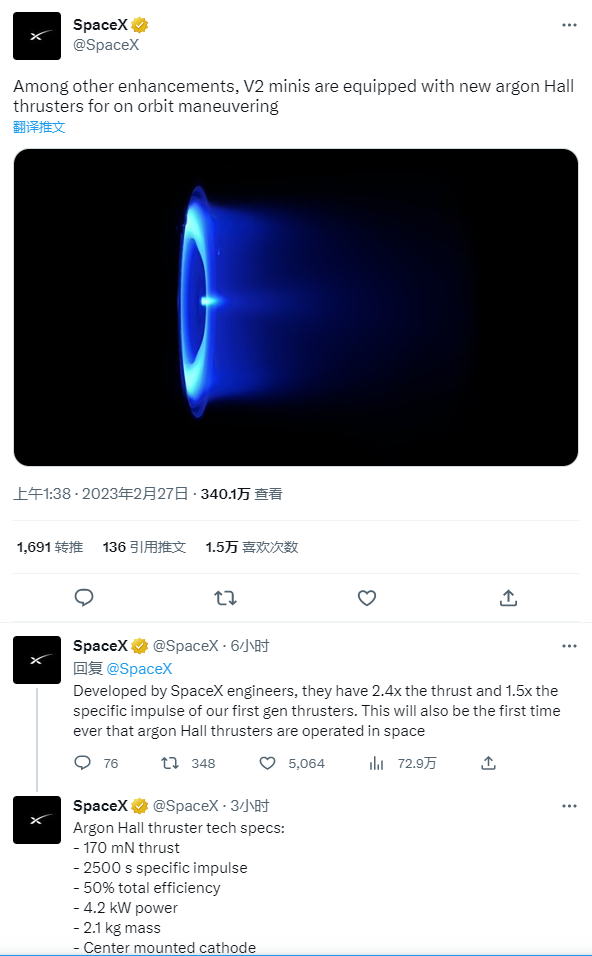 SpaceX
@SpaceX
Among other enhancements, V2 minis are equipped with new argon Hall
thrusters for on orbit maneuvering
翻译推文
上午1:38 · 2023年2月27日 · 340.1万 查看
1,691 转推 136 引用推文 1.5万 喜欢次数
SpaceX @SpaceX · 6小时
回复 @SpaceX
Developed by SpaceX engineers, they have 2.4x the thrust and 1.5x the
specific impulse of our first gen thrusters. This will also be the first time
ever that argon Hall thrusters are operated in space
76 348 5,064 72.9万
SpaceX @SpaceX · 3小时
Argon Hall thruster tech specs:
- 170 mN thrust
- 2500 s specific impulse
- 50% total efficiency
- 4.2 kW power
- 2.1 kg mass
- Center mounted cathode